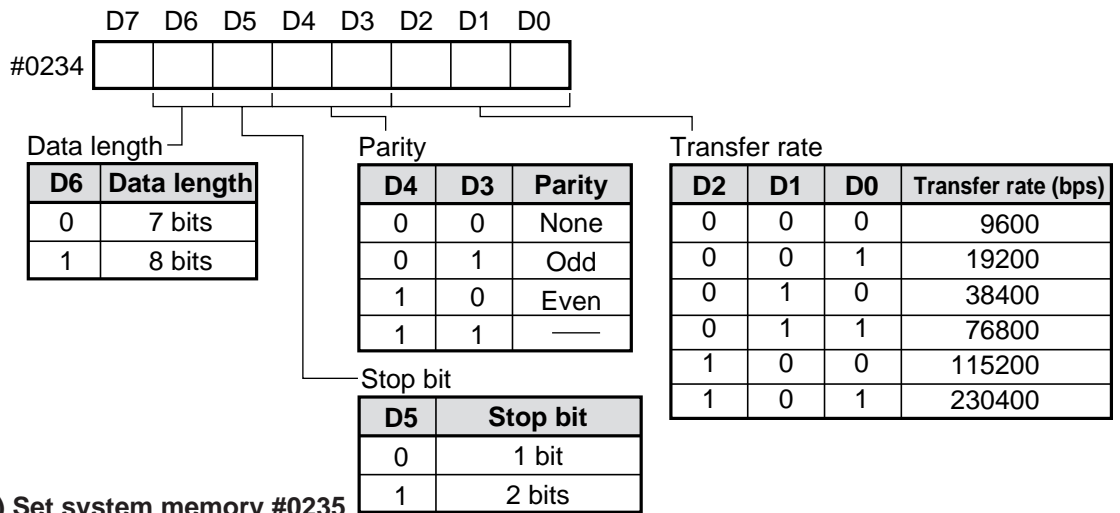 D7 D6 D5 D4 D3 D2 D1 D0
#0234
Data length
D6 Data length
0 7 bits
1 8 bits
Parity
D4 D3 Parity
0 0 None
0 1 Odd
1 0 Even
1 1 —
Transfer rate
D2 D1 D0 Transfer rate (bps)
0 0 0 9600
0 0 1 19200
0 1 0 38400
0 1 1 76800
1 0 0 115200
1 0 1 230400
Stop bit
D5 Stop bit
0 1 bit
1 2 bits
) Set system memory #0235